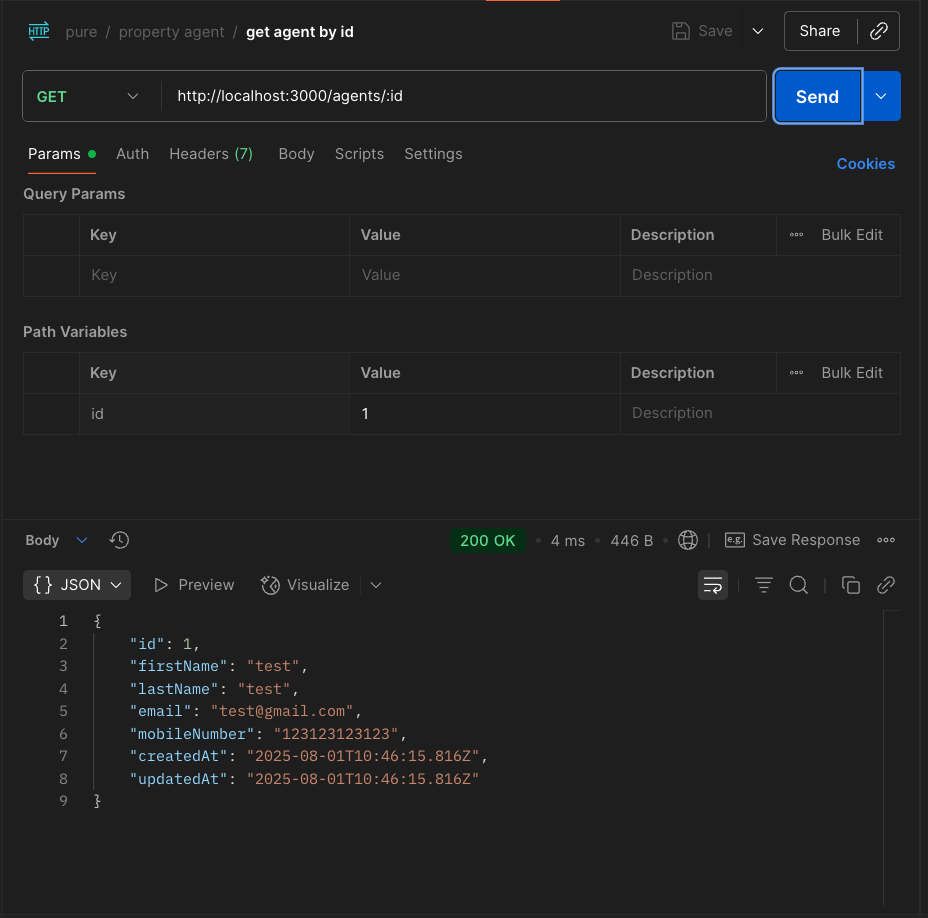 HTTP pure / property agent / get agent by id Save Share
GET http://localhost:3000/agents/:id Send
Params Auth Headers (7) Body Scripts Settings Cookies
Query Params
Key Value Description Bulk Edit
Key Value Description
Path Variables
Key Value Description Bulk Edit
id 1 Description
Body 200 OK 4 ms 446 B e.g. Save Response
{} JSON Preview Visualize
1 {
2 "id": 1,
3 "firstName": "test",
4 "lastName": "test",
5 "email": "test@gmail.com",
6 "mobileNumber": "123123123123",
7 "createdAt": "2025-08-01T10:46:15.816Z",
8 "updatedAt": "2025-08-01T10:46:15.816Z"
9 }